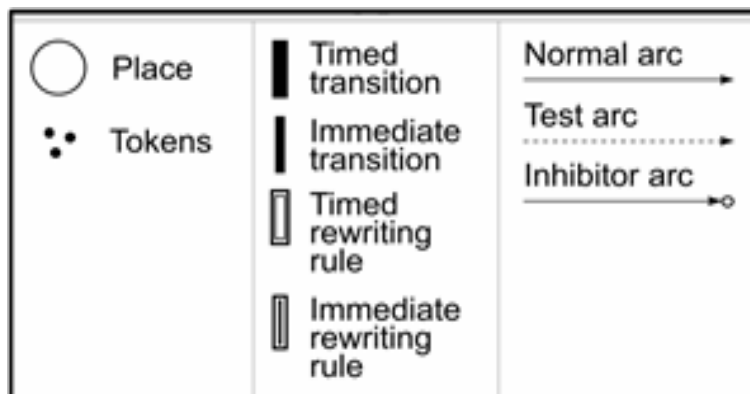 Place
Tokens
Timed
transition
Immediate
transition
Timed
rewriting
rule
Immediate
rewriting
rule
Normal arc
Test arc
Inhibitor arc